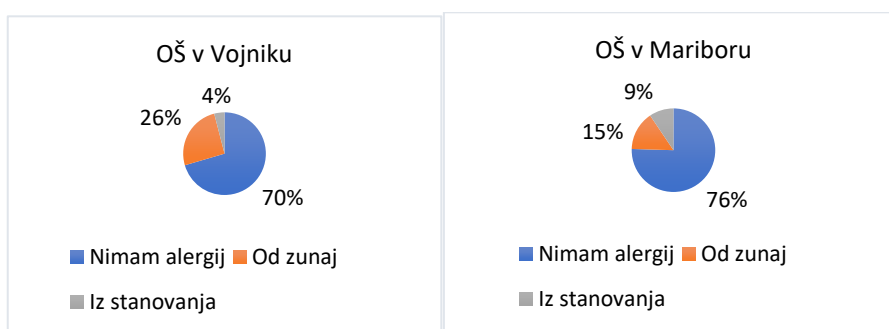 OŠ v Vojniku
4%
26%
70%
Nimam alergij Od zunaj
Iz stanovanja
OŠ v Mariboru
9%
15%
76%
Nimam alergij Od zunaj
Iz stanovanja